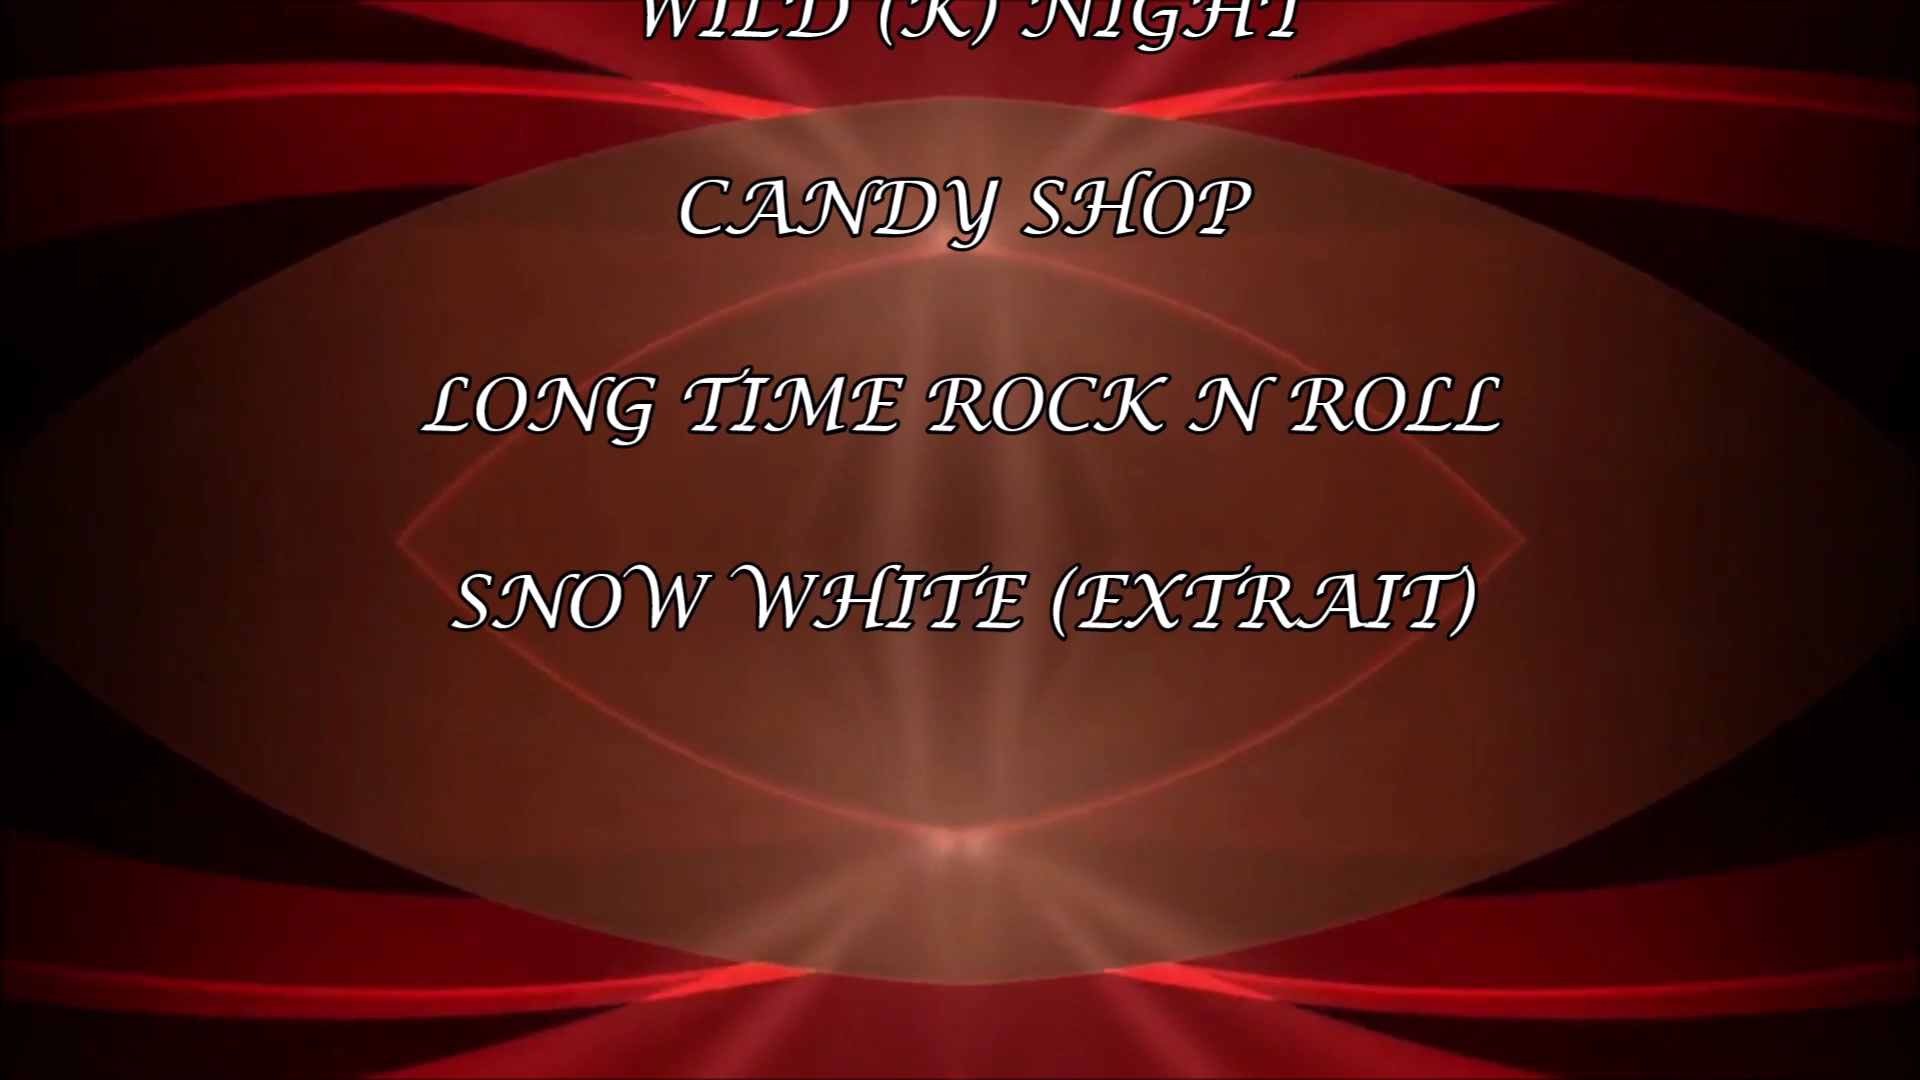 WILD (K) NIGHT
CANDY SHOP
LONG TIME ROCK N ROLL
SNOW WHITE (EXTRAIT)